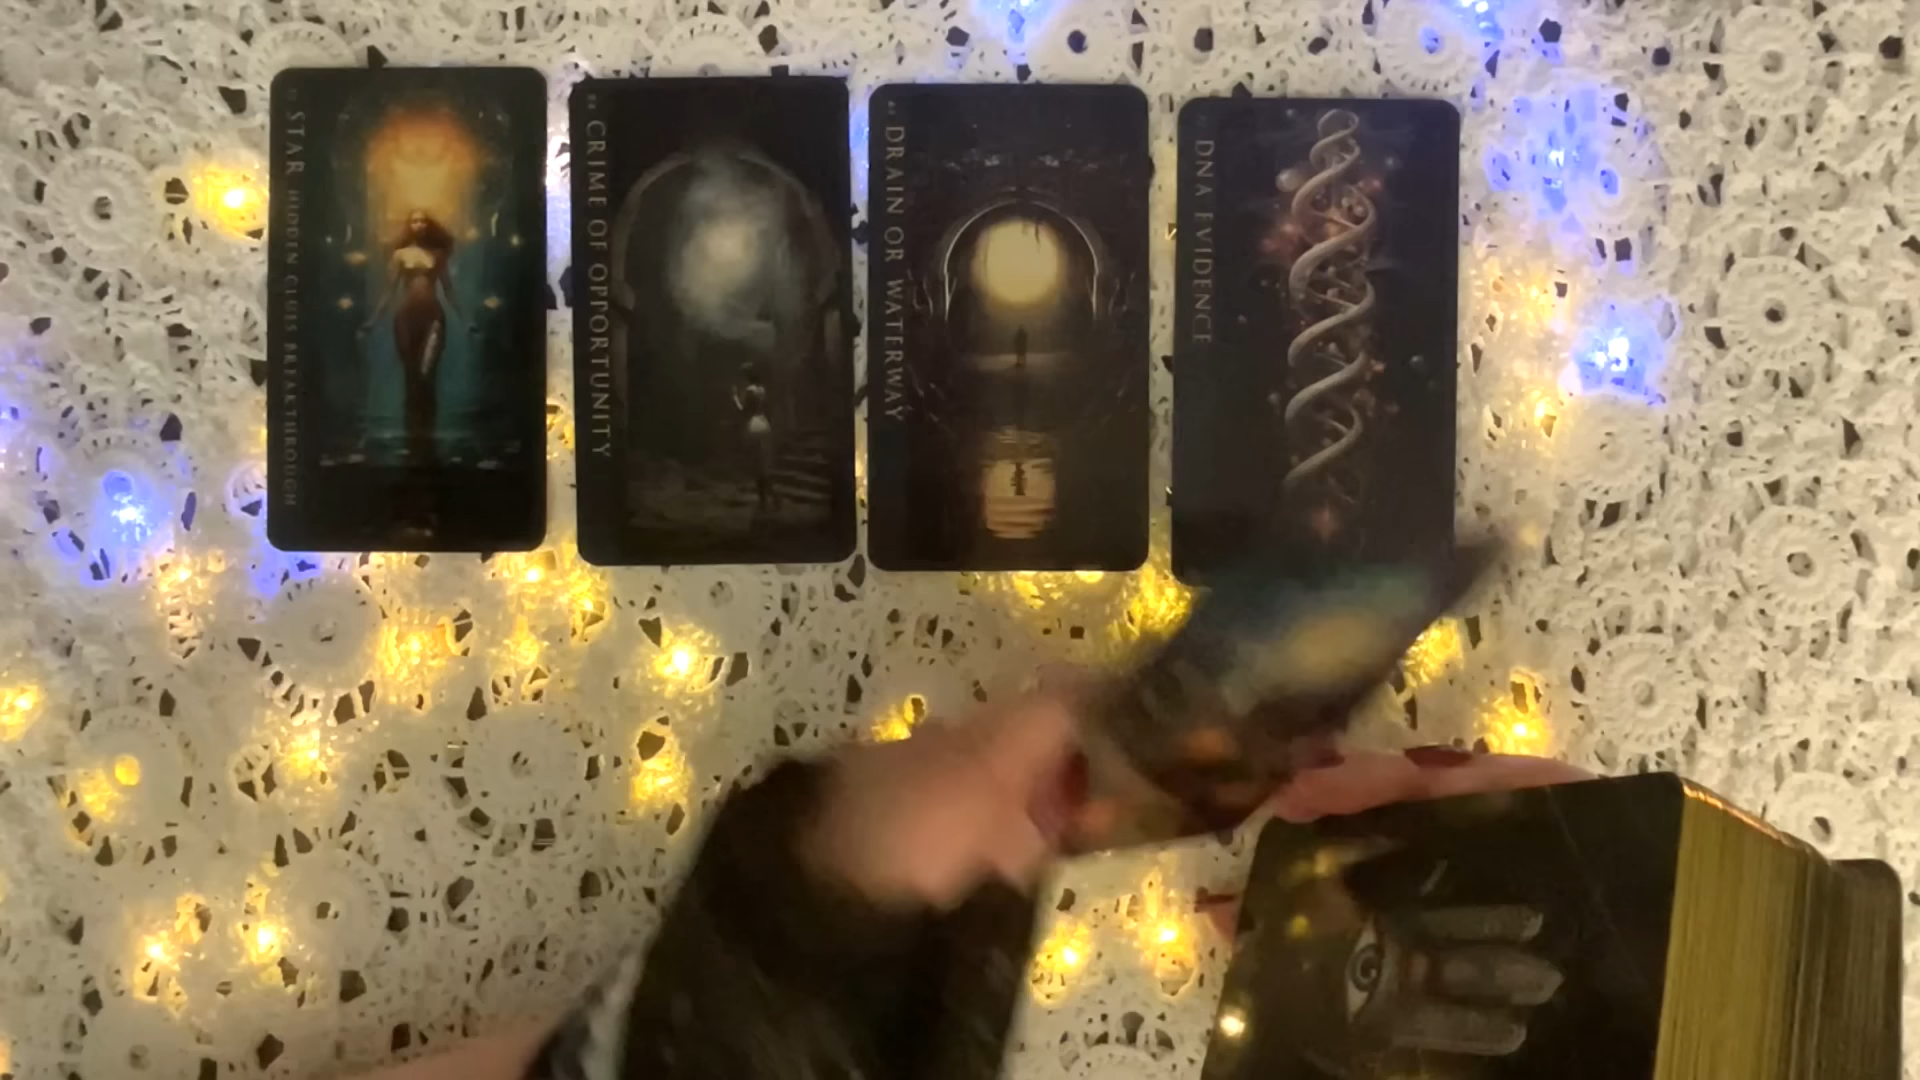 STAR HIDDEN CLUES BREAKTHROUGH
CRIME OF OPPORTUNITY
DRAIN OR WATERWAY
DNA EVIDENCE